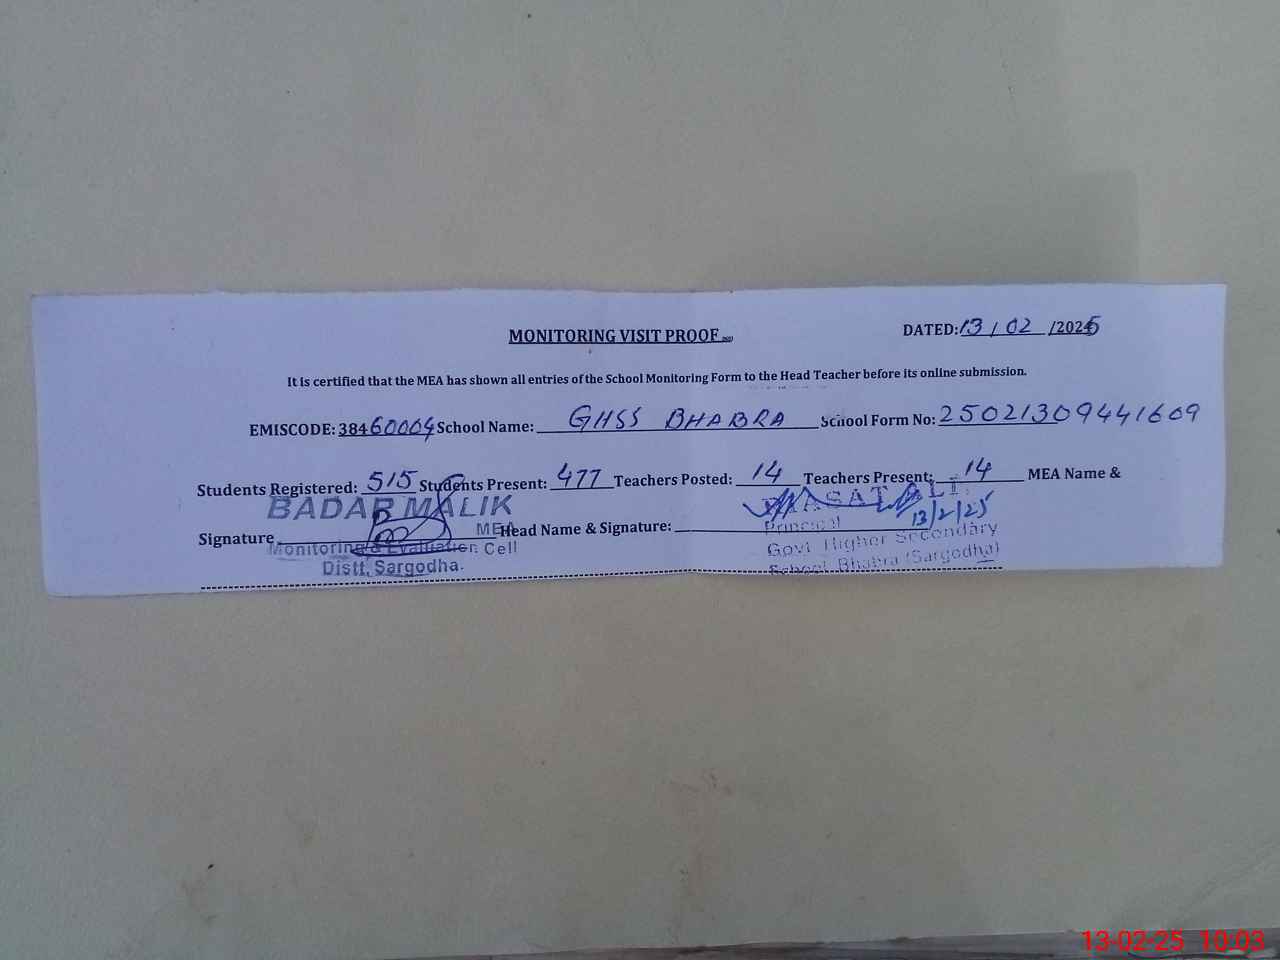 MONITORING VISIT PROOF
DATED: 13 / 02 /2025
It is certified that the MEA has shown all entries of the School Monitoring Form to the Head Teacher before its online submission.
EMISCODE: 38460004 School Name: GHSS BHABRA School Form No: 25021309441609
Students Registered: 515 Students Present: 477 Teachers Posted: 14 Teachers Present: 14 MEA Name &
BADAR MALIK
ALI
Signature MEA Head Name & Signature: Principal 13/2/25
Monitoring & Evaluation Cell Govt Higher Secondary
Distt, Sargodha. School Bhabra (Sargodha)
13-02-25 10:03